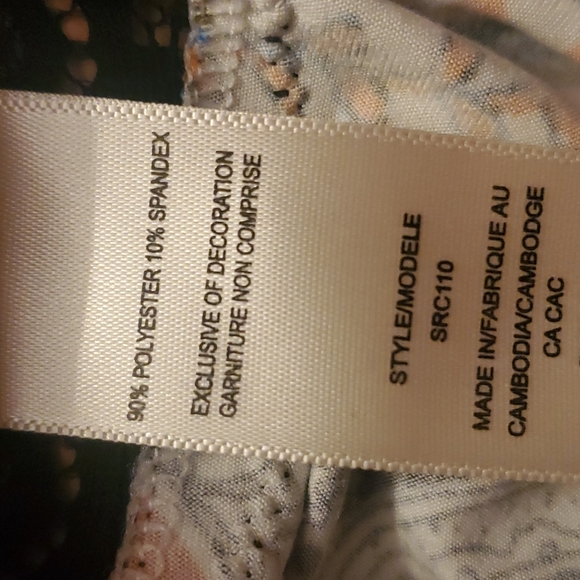 90% POLYESTER 10% SPANDEX
EXCLUSIVE OF DECORATION
GARNITURE NON COMPRISE
STYLE/MODELE
SRC110
MADE IN/FABRIQUE AU
CAMBODIA/CAMBODGE
CA CAC